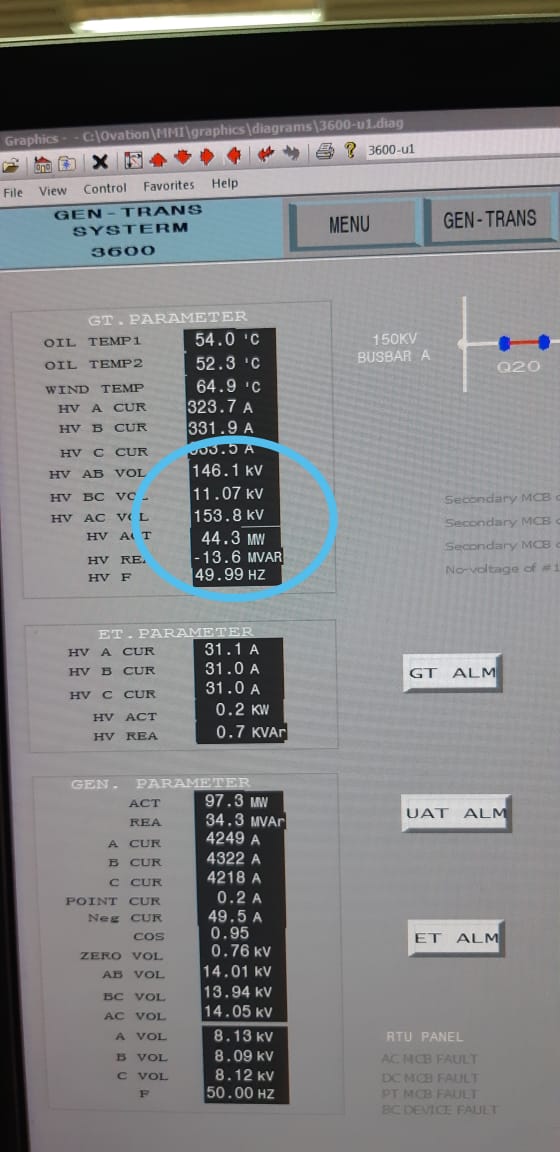 Graphics - - C:\Ovation\MMI\graphics\diagrams\3600-u1.diag
3600-u1
File View Control Favorites Help
GEN-TRANS
SYSTERM
3600
MENU
GEN-TRANS
GT.PARAMETER
OIL TEMP1 54.0 'C
OIL TEMP2 52.3 'C
WIND TEMP 64.9 'C
HV A CUR 323.7 A
HV B CUR 331.9 A
HV C CUR 333.5 A
HV AB VOL 146.1 kV
HV BC VOL 11.07 kV
HV AC VOL 153.8 kV
HV ACT 44.3 MW
HV REA -13.6 MVAR
HV F 49.99 HZ
150KV
BUSBAR A
Q20
Secondary MCB
Secondary MCB
Secondary MCB
No-voltage of #1
ET.PARAMETER
HV A CUR 31.1 A
HV B CUR 31.0 A
HV C CUR 31.0 A
HV ACT 0.2 KW
HV REA 0.7 KVAr
GT ALM
GEN. PARAMETER
ACT 97.3 MW
REA 34.3 MVAr
A CUR 4249 A
B CUR 4322 A
C CUR 4218 A
POINT CUR 0.2 A
Neg CUR 49.5 A
COS 0.95
ZERO VOL 0.76 kV
AB VOL 14.01 kV
BC VOL 13.94 kV
AC VOL 14.05 kV
A VOL 8.13 kV
B VOL 8.09 kV
C VOL 8.12 kV
F 50.00 HZ
UAT ALM
ET ALM
RTU PANEL
AC MCB FAULT
DC MCB FAULT
PT MCB FAULT
BC DEVICE FAULT